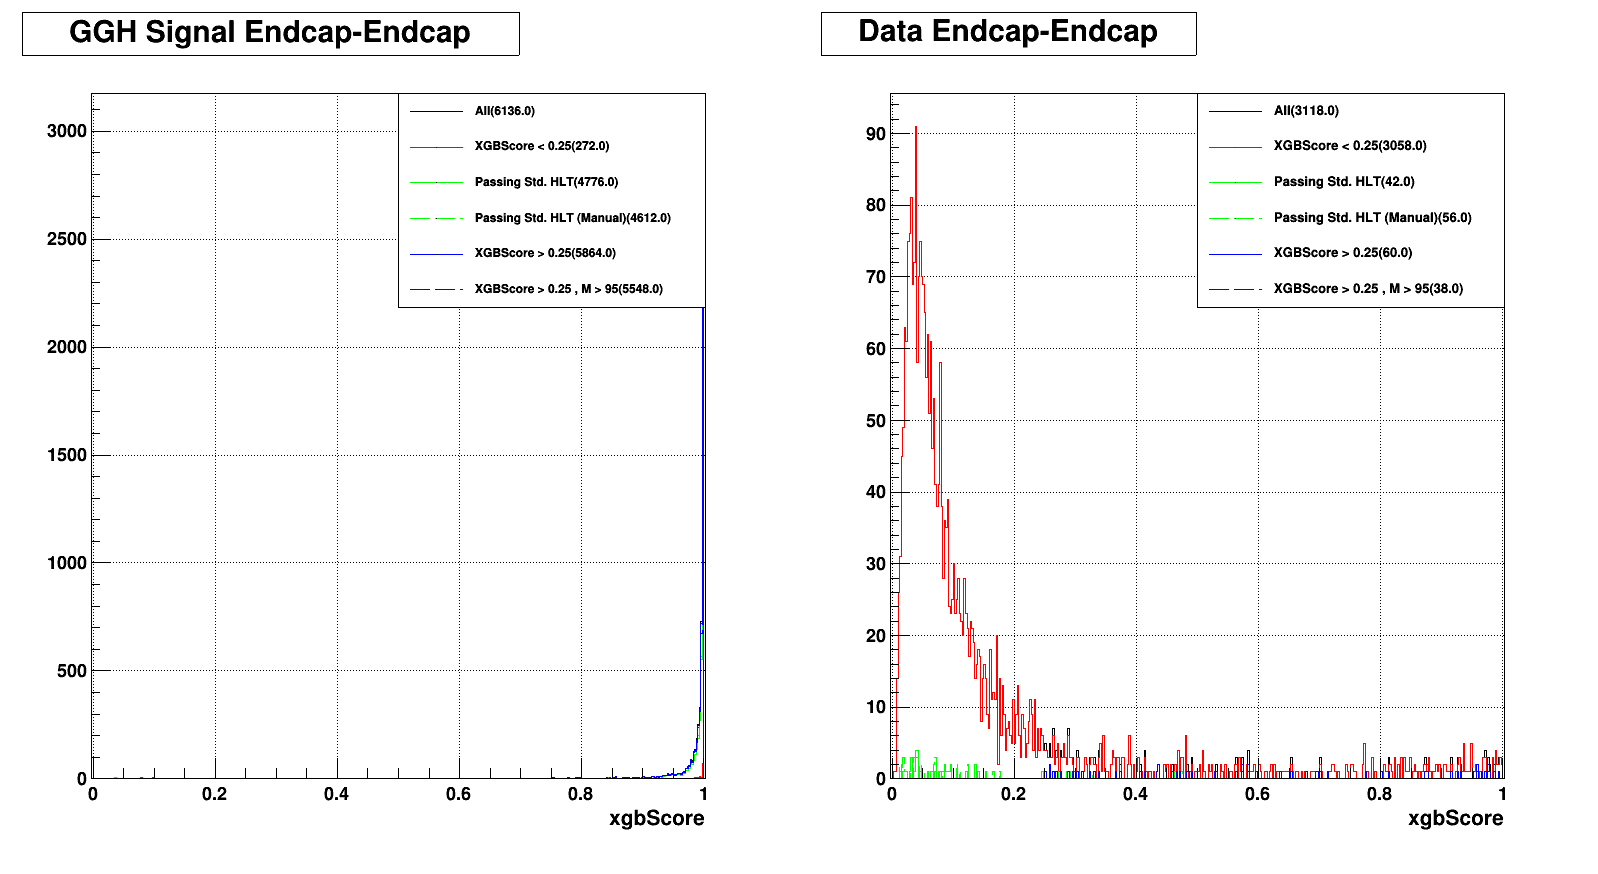 GGH Signal Endcap-Endcap
All(6136.0)
XGBScore < 0.25(272.0)
Passing Std. HLT(4776.0)
Passing Std. HLT (Manual)(4612.0)
XGBScore > 0.25(5864.0)
XGBScore > 0.25 , M > 95(5548.0)
3000
2500
2000
1500
1000
500
0
0 0.2 0.4 0.6 0.8 1
xgbScore
Data Endcap-Endcap
All(3118.0)
XGBScore < 0.25(3058.0)
Passing Std. HLT(42.0)
Passing Std. HLT (Manual)(56.0)
XGBScore > 0.25(60.0)
XGBScore > 0.25 , M > 95(38.0)
90
80
70
60
50
40
30
20
10
0
0 0.2 0.4 0.6 0.8 1
xgbScore